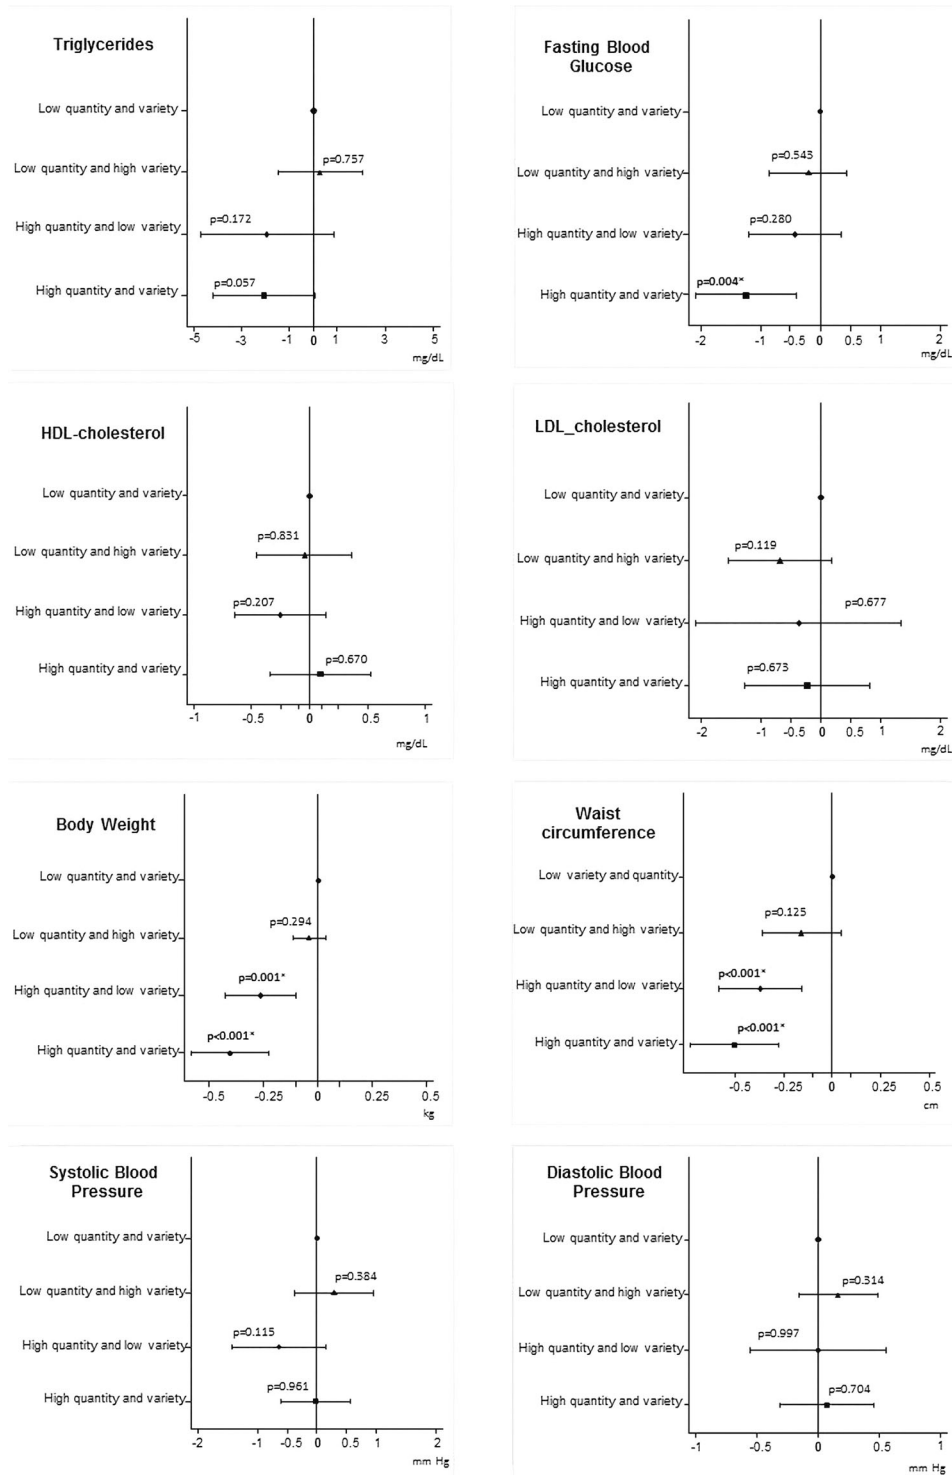 Triglycerides
Low quantity and variety
p=0.757
Low quantity and high variety
p=0.172
High quantity and low variety
p=0.057
High quantity and variety
-5 -3 -1 0 1 3 5
mg/dL
Fasting Blood
Glucose
Low quantity and variety
p=0.543
Low quantity and high variety
p=0.280
High quantity and low variety
p=0.004*
High quantity and variety
-2 -1 -0.5 0 0.5 1 2
mg/dL
HDL-cholesterol
Low quantity and variety
p=0.831
Low quantity and high variety
p=0.207
High quantity and low variety
p=0.670
High quantity and variety
-1 -0.5 0 0.5 1
mg/dL
LDL_cholesterol
Low quantity and variety
p=0.119
Low quantity and high variety
p=0.677
High quantity and low variety
p=0.673
High quantity and variety
-2 -1 -0.5 0 0.5 1 2
mg/dL
Body Weight
Low quantity and variety
p=0.294
Low quantity and high variety
p=0.001*
High quantity and low variety
p<0.001*
High quantity and variety
-0.5 -0.25 0 0.25 0.5
kg
Waist
circumference
Low variety and quantity
p=0.125
Low quantity and high variety
p<0.001*
High quantity and low variety
p<0.001*
High quantity and variety
-0.5 -0.25 0 0.25 0.5
cm
Systolic Blood
Pressure
Low quantity and variety
p=0.384
Low quantity and high variety
p=0.115
High quantity and low variety
p=0.961
High quantity and variety
-2 -1 -0.5 0 0.5 1 2
mm Hg
Diastolic Blood
Pressure
Low quantity and variety
p=0.314
Low quantity and high variety
p=0.997
High quantity and low variety
p=0.704
High quantity and variety
-1 -0.5 0 0.5 1
mm Hg